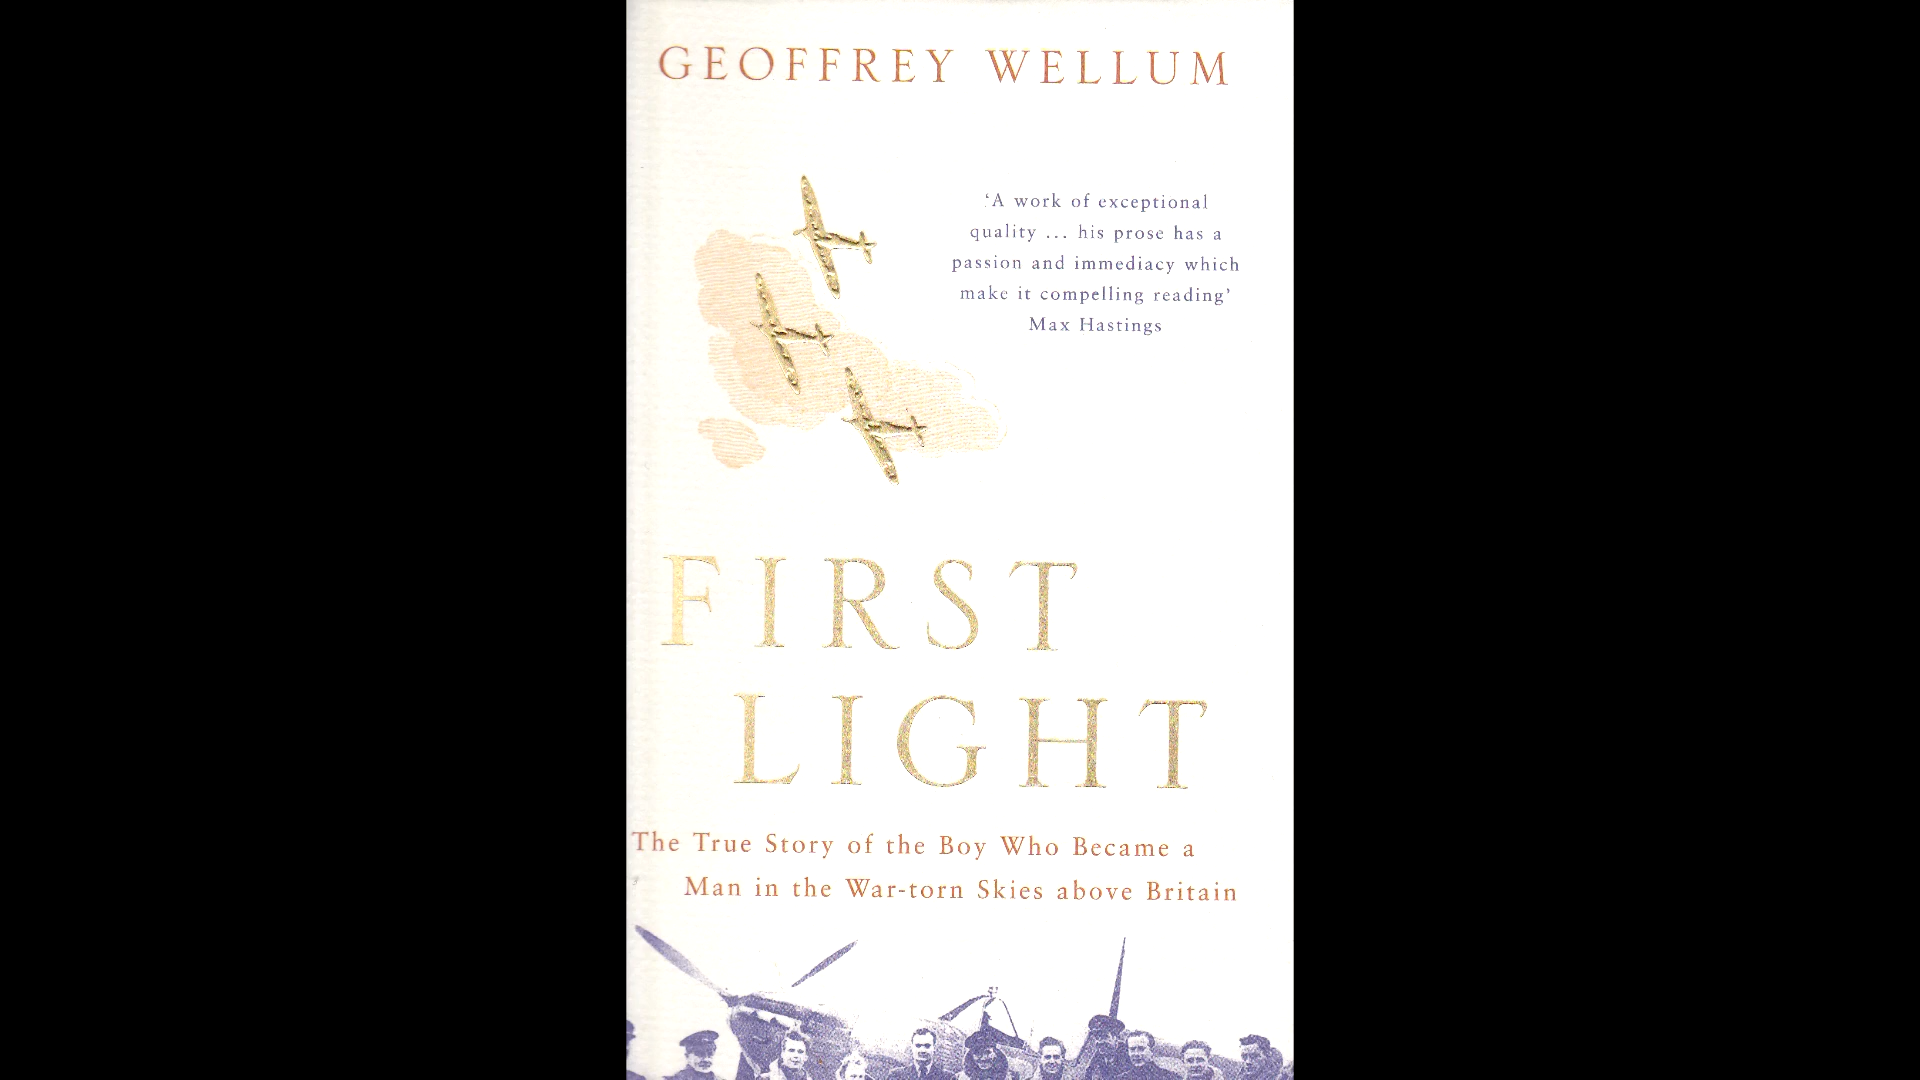 GEOFFREY WELLUM
‘A work of exceptional
quality ... his prose has a
passion and immediacy which
make it compelling reading’
Max Hastings
FIRST
LIGHT
The True Story of the Boy Who Became a
Man in the War-torn Skies above Britain